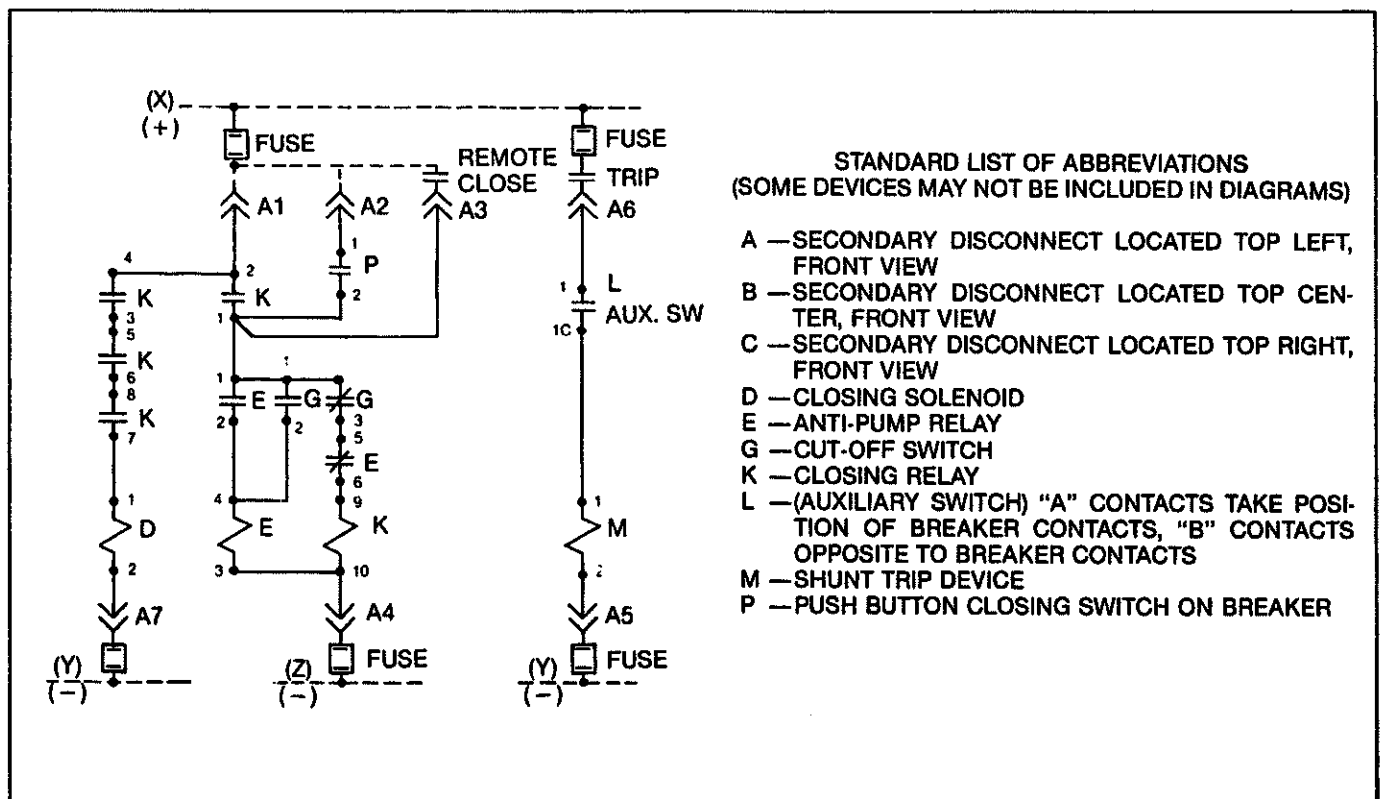 (X)
(+)
FUSE
FUSE
REMOTE
CLOSE
TRIP
A1
A2
A3
A6
4
2
1
P
2
K
K
1
3
5
1
L
AUX. SW
1C
K
6
8
K
7
1
1
E
G
G
2
2
3
5
E
6
4
9
1
D
2
E
3
K
10
1
M
2
A7
A4
A5
FUSE
FUSE
(Y)
(−)
(Z)
(−)
(Y)
(−)
STANDARD LIST OF ABBREVIATIONS
(SOME DEVICES MAY NOT BE INCLUDED IN DIAGRAMS)
A —SECONDARY DISCONNECT LOCATED TOP LEFT,
FRONT VIEW
B —SECONDARY DISCONNECT LOCATED TOP CEN-
TER, FRONT VIEW
C —SECONDARY DISCONNECT LOCATED TOP RIGHT,
FRONT VIEW
D —CLOSING SOLENOID
E —ANTI-PUMP RELAY
G —CUT-OFF SWITCH
K —CLOSING RELAY
L —(AUXILIARY SWITCH) “A” CONTACTS TAKE POSI-
TION OF BREAKER CONTACTS, “B” CONTACTS
OPPOSITE TO BREAKER CONTACTS
M —SHUNT TRIP DEVICE
P —PUSH BUTTON CLOSING SWITCH ON BREAKER